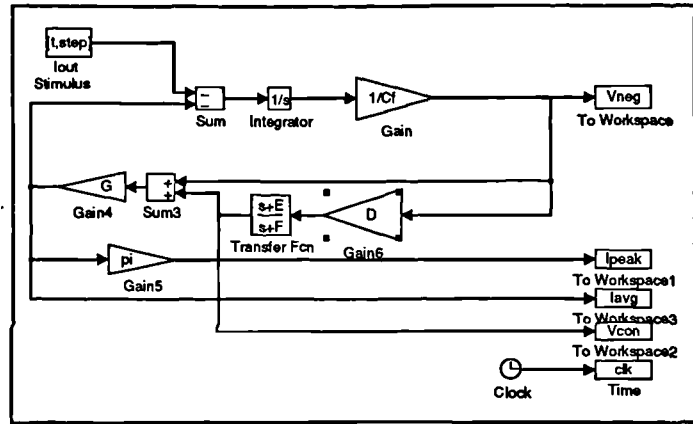 t,step
Iout
Stimulus
−
−
Sum
1/s
Integrator
1/Cf
Gain
Vneg
To Workspace
G
Gain4
+
+
Sum3
s+E
s+F
Transfer Fcn
D
Gain6
pi
Gain5
Ipeak
To Workspace1
Iavg
To Workspace3
Vcon
To Workspace2
Clock
clk
Time